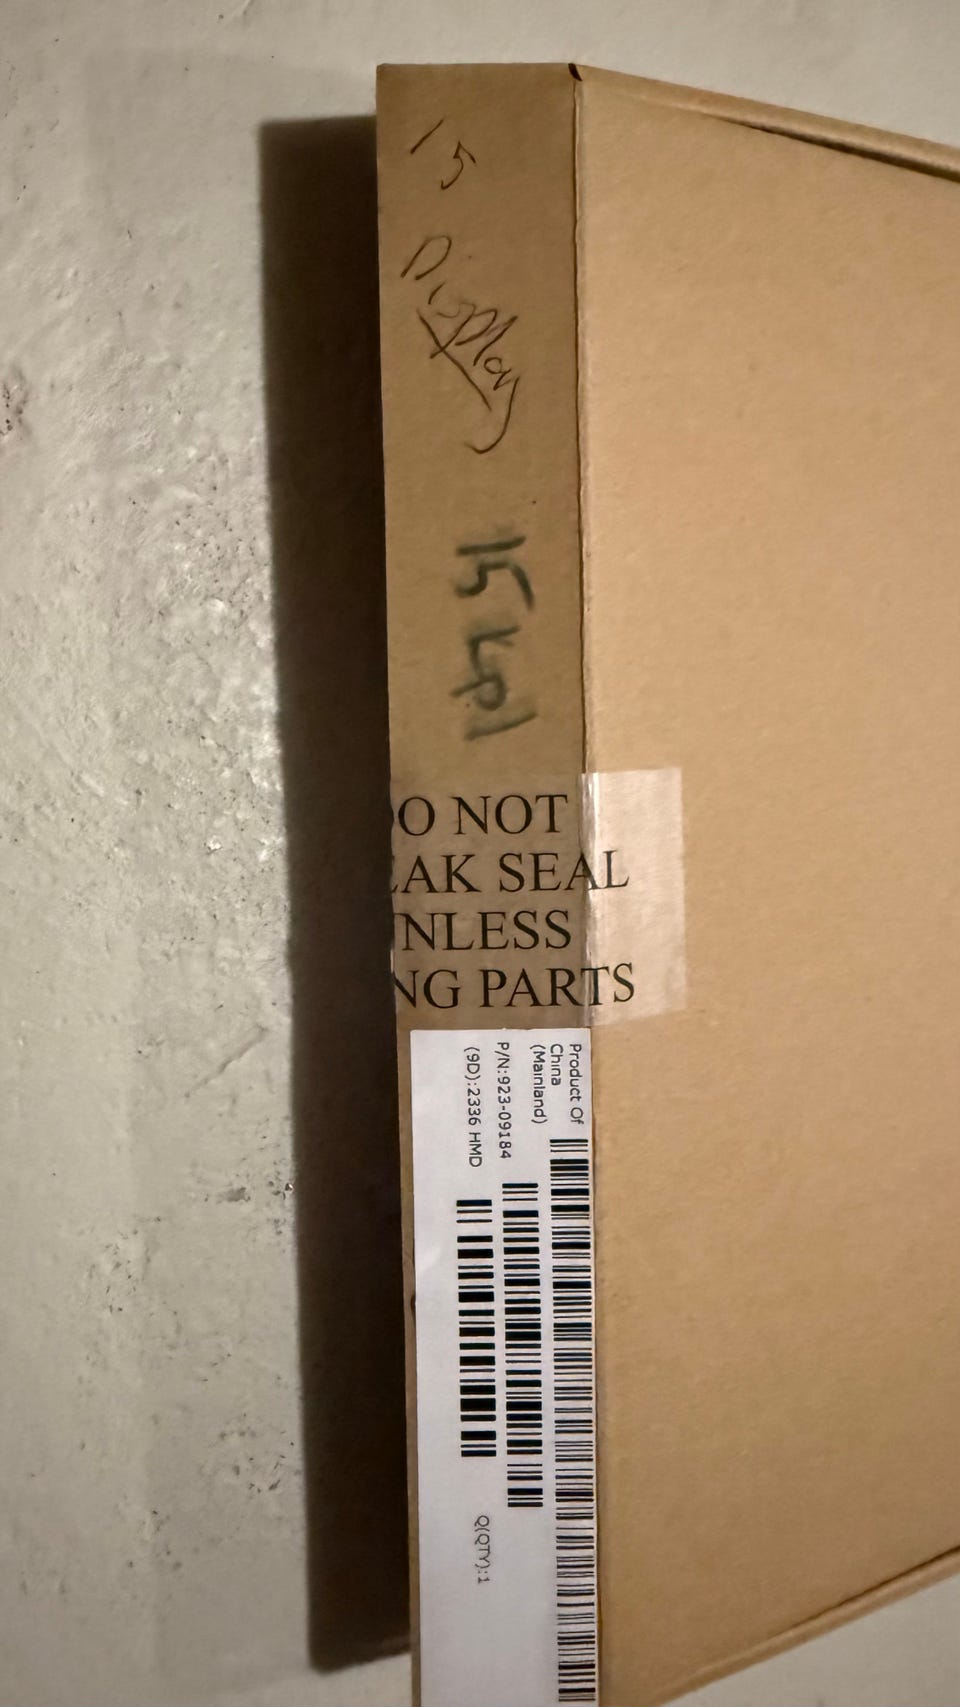 15
Display
15 LCD
O NOT
EAK SEAL
NLESS
NG PARTS
Product Of
China
(Mainland)
P/N:923-09184
(9D):2336 HMD
Q(QTY):1